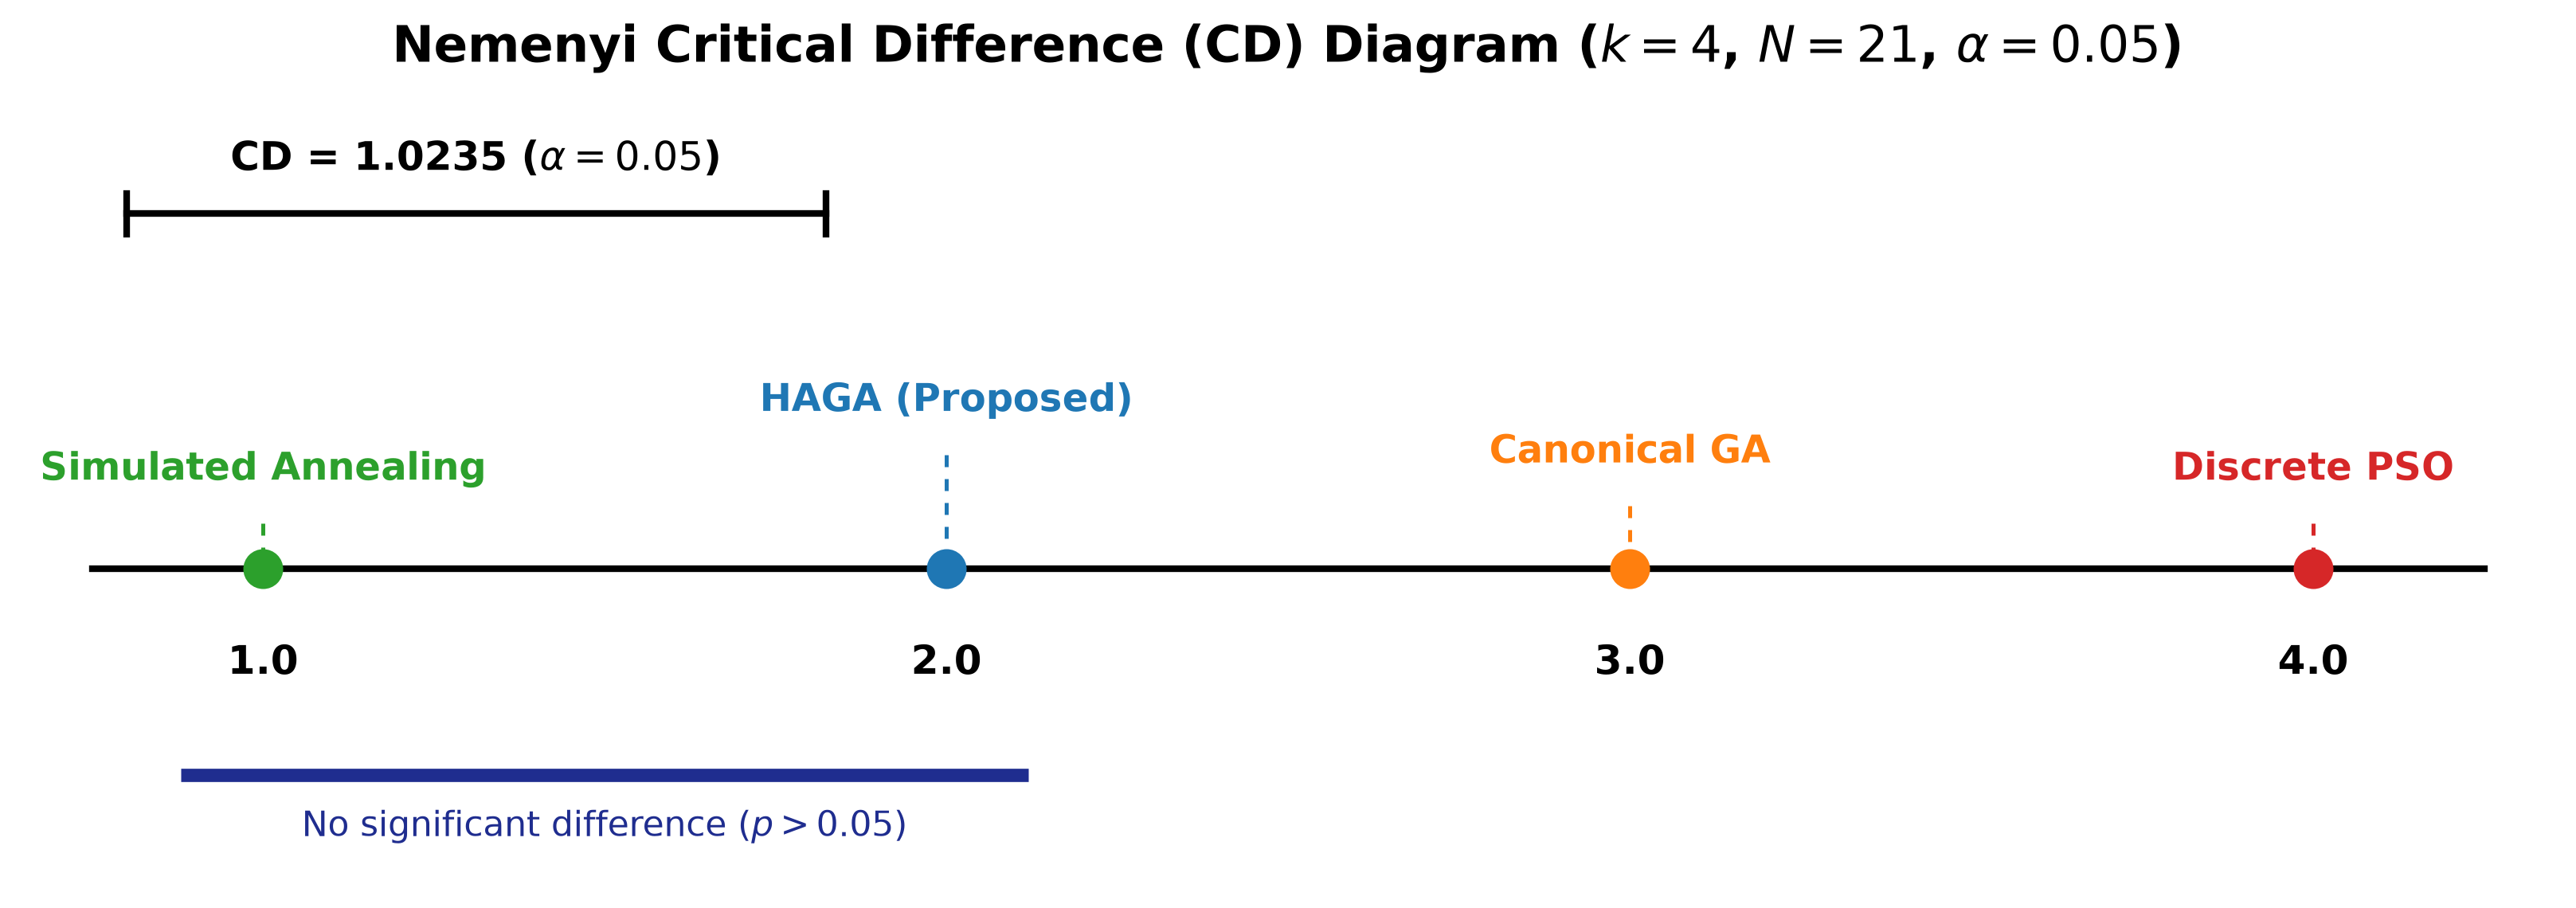 Nemenyi Critical Difference (CD) Diagram (k = 4, N = 21, α = 0.05)
CD = 1.0235 (α = 0.05)
HAGA (Proposed)
Canonical GA
Simulated Annealing
Discrete PSO
1.0
2.0
3.0
4.0
No significant difference (p > 0.05)